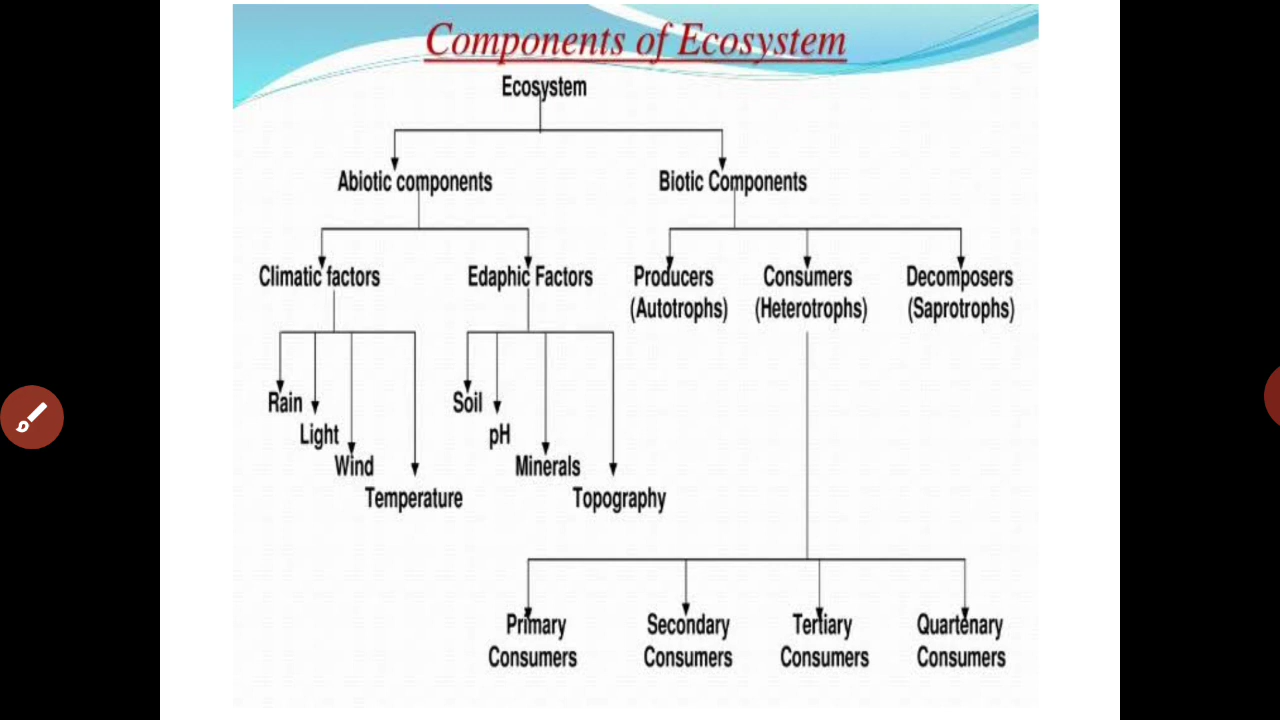 Components of Ecosystem
Ecosystem
Abiotic components
Biotic Components
Climatic factors
Edaphic Factors
Producers
(Autotrophs)
Consumers
(Heterotrophs)
Decomposers
(Saprotrophs)
Rain
Light
Wind
Temperature
Soil
pH
Minerals
Topography
Primary
Consumers
Secondary
Consumers
Tertiary
Consumers
Quartenary
Consumers